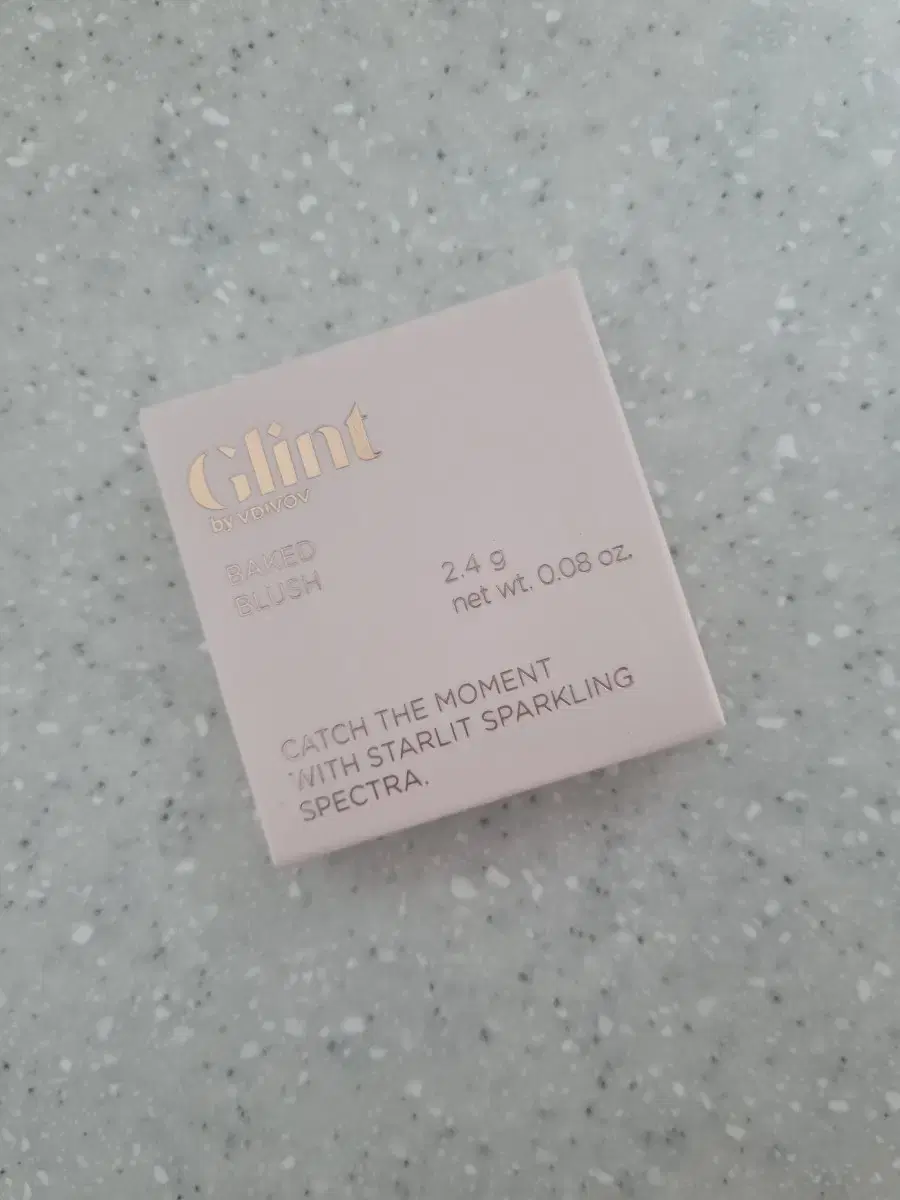 Glint
by VDIVOV
BAKED
BLUSH
2.4 g
net wt. 0.08 oz.
CATCH THE MOMENT
WITH STARLIT SPARKLING
SPECTRA.